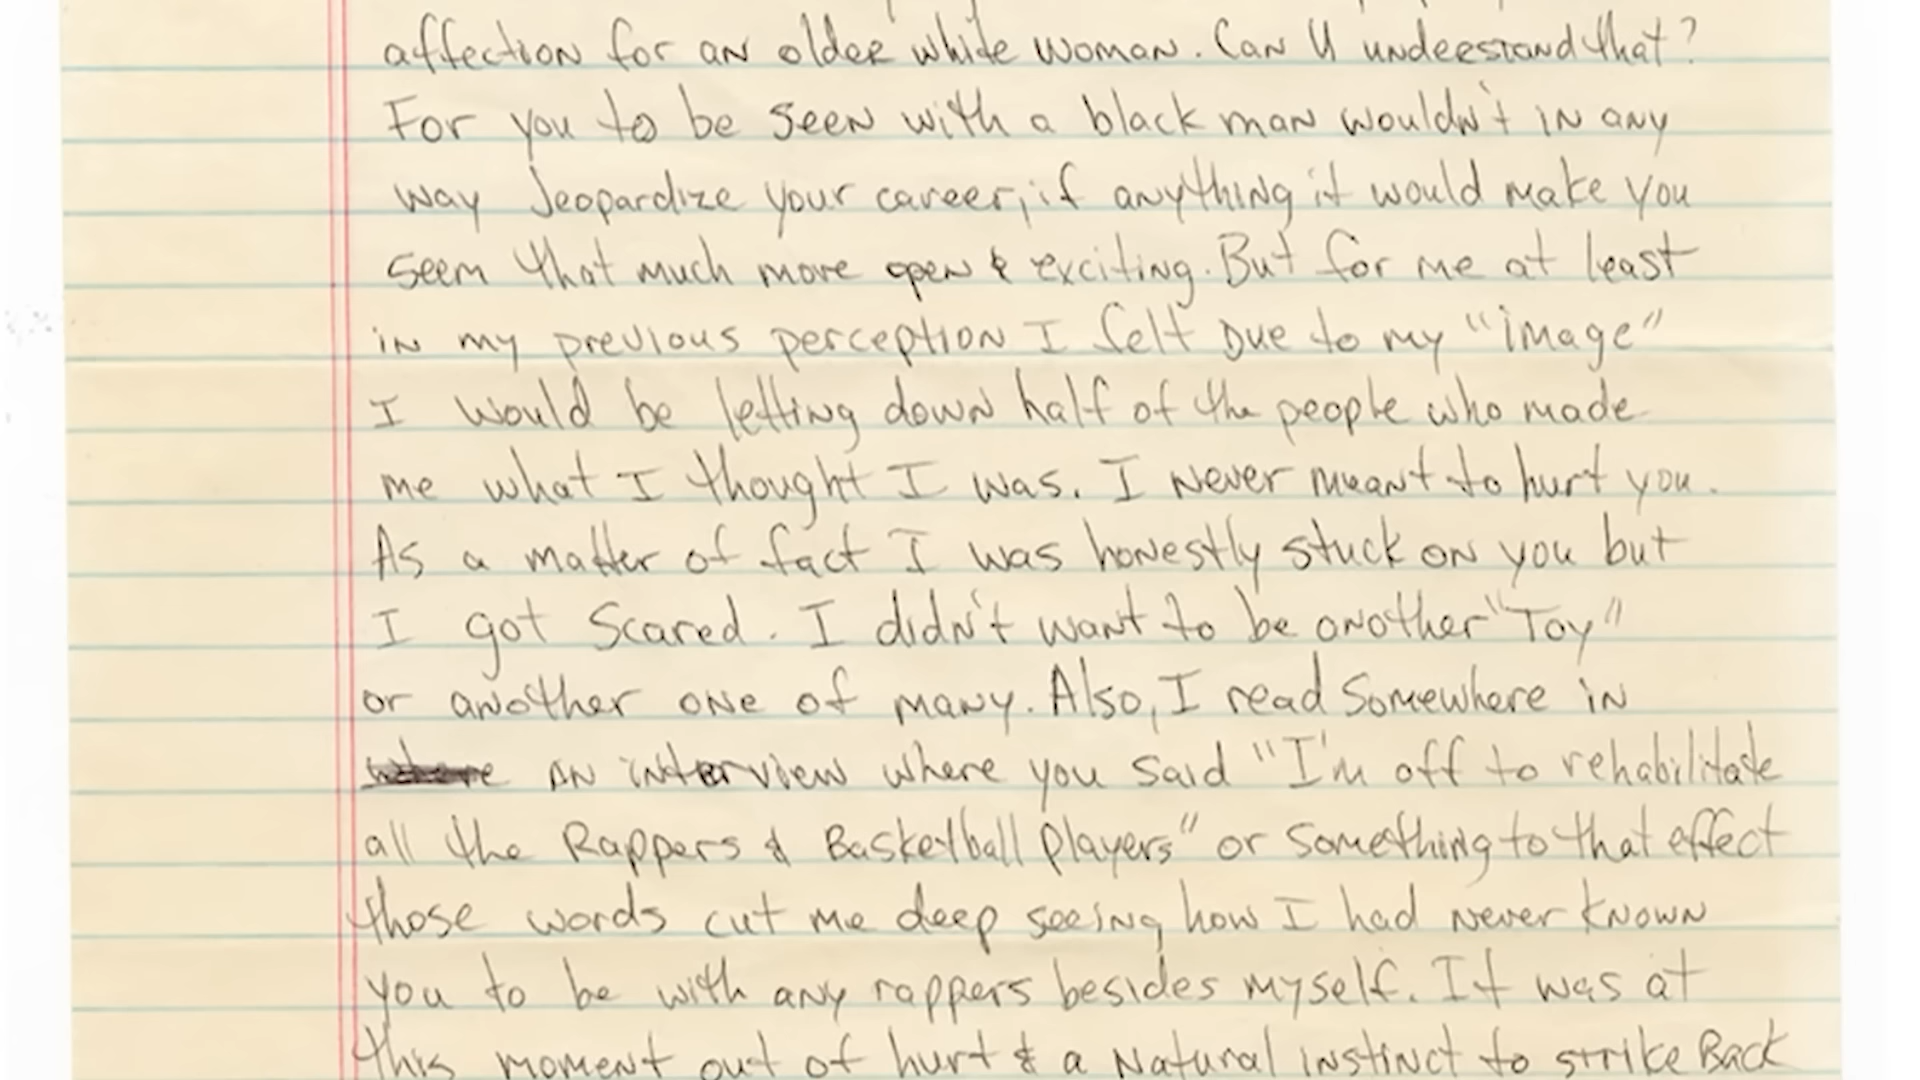 affection for an older white woman. Can U understand that?
For you to be seen with a black man wouldn't in any
way Jeopardize your career, if anything it would make you
seem that much more open & exciting. But for me at least
in my previous perception I felt Due to my "image"
I would be letting down half of the people who made
me what I thought I was. I never meant to hurt you.
As a matter of fact I was honestly stuck on you but
I got Scared. I didn't want to be another "Toy"
or another one of many. Also, I read Somewhere in
where an interview where you said "I'm off to rehabilitate
all the Rappers & Basketball players" or something to that effect
those words cut me deep seeing how I had never known
you to be with any rappers besides myself. It was at
this moment out of hurt & a natural instinct to strike Back